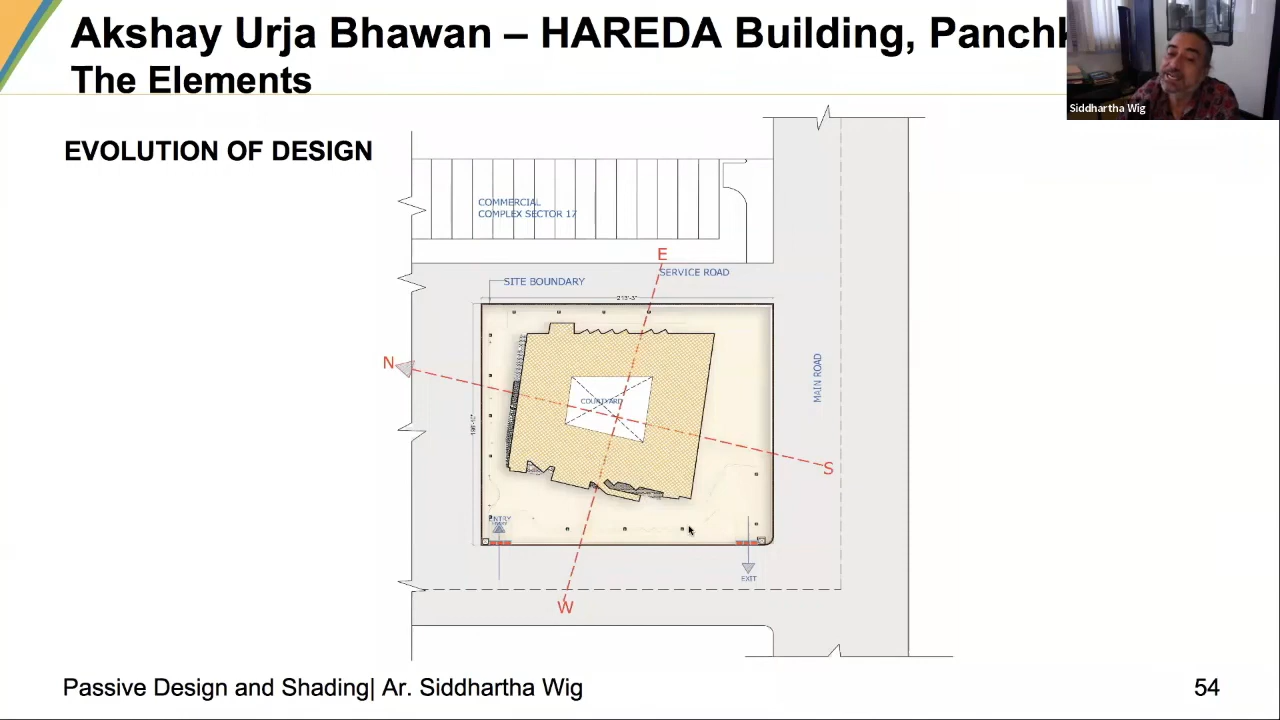 Akshay Urja Bhawan – HAREDA Building, Panchk
The Elements
Siddhartha Wig
EVOLUTION OF DESIGN
COMMERCIAL
COMPLEX SECTOR 17
E
SERVICE ROAD
SITE BOUNDARY
N
COURTYARD
MAIN ROAD
S
ENTRY
EXIT
W
Passive Design and Shading| Ar. Siddhartha Wig
54